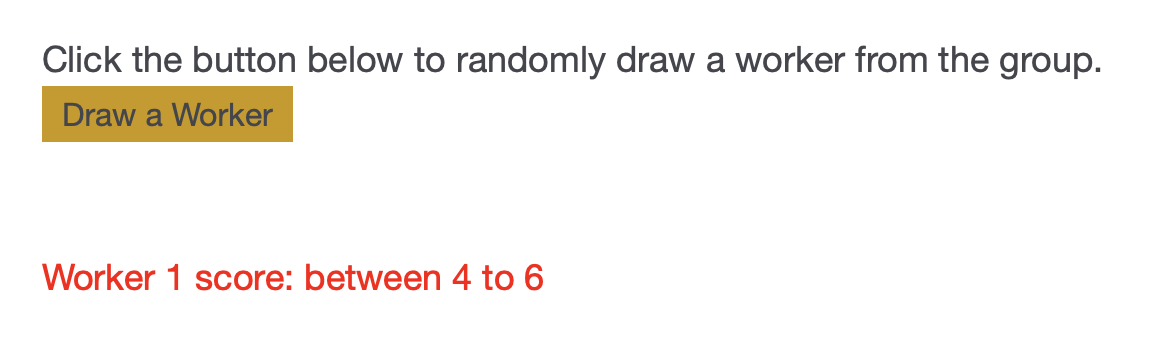 Click the button below to randomly draw a worker from the group.
Draw a Worker
Worker 1 score: between 4 to 6